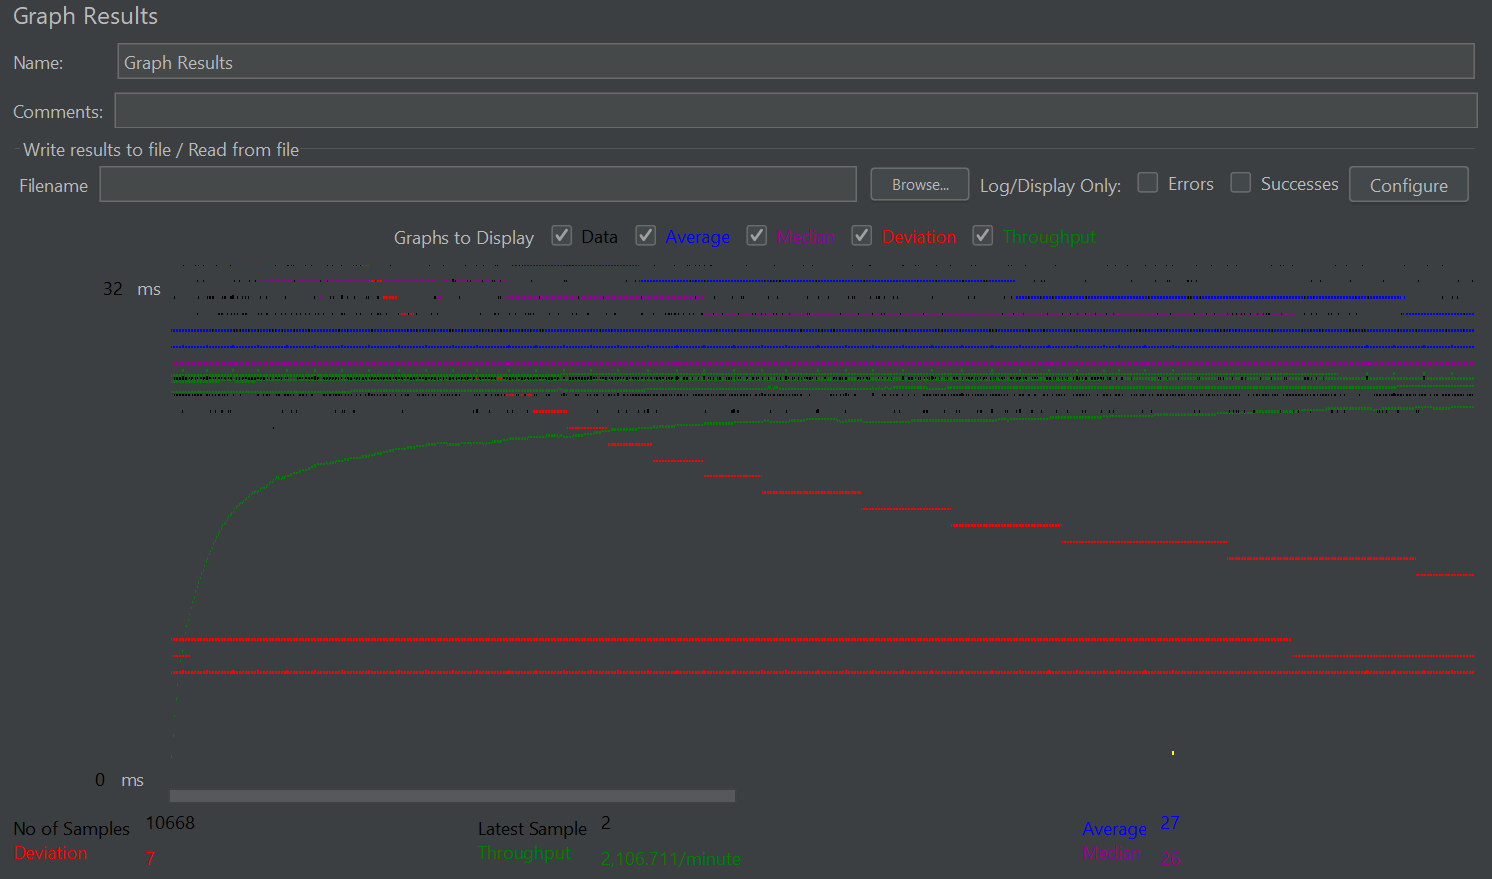 Graph Results
Name: Graph Results
Comments:
Write results to file / Read from file
Filename Browse... Log/Display Only: Errors Successes Configure
Graphs to Display Data Average Median Deviation Throughput
32 ms
0 ms
No of Samples 10668 Latest Sample 2 Average 27
Deviation 7 Throughput 2,106.711/minute Median 26